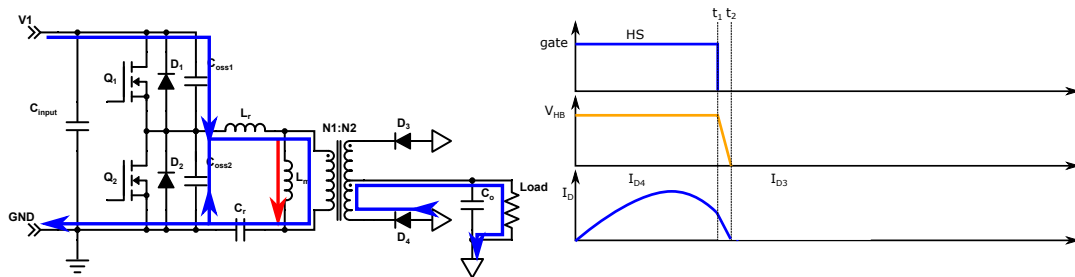 V1
Q1
D1
Coss1
Cinput
Lr
N1:N2
D3
Q2
D2
Coss2
Lm
Load
Co
GND
Cr
D4
t1 t2
gate
HS
VHB
ID
ID4
ID3